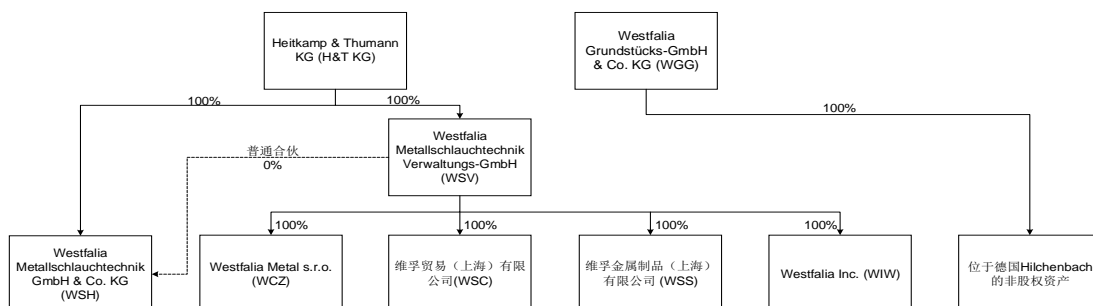 Heitkamp & Thumann
KG (H&T KG)
Westfalia
Grundstücks-GmbH
& Co. KG (WGG)
100%
100%
100%
Westfalia
Metallschlauchtechnik
Verwaltungs-GmbH
(WSV)
普通合伙
0%
100%
100%
100%
100%
Westfalia
Metallschlauchtechnik
GmbH & Co. KG
(WSH)
Westfalia Metal s.r.o.
(WCZ)
维孚贸易（上海）有限
公司(WSC)
维孚金属制品（上海）
有限公司 (WSS)
Westfalia Inc. (WIW)
位于德国Hilchenbach
的非股权资产